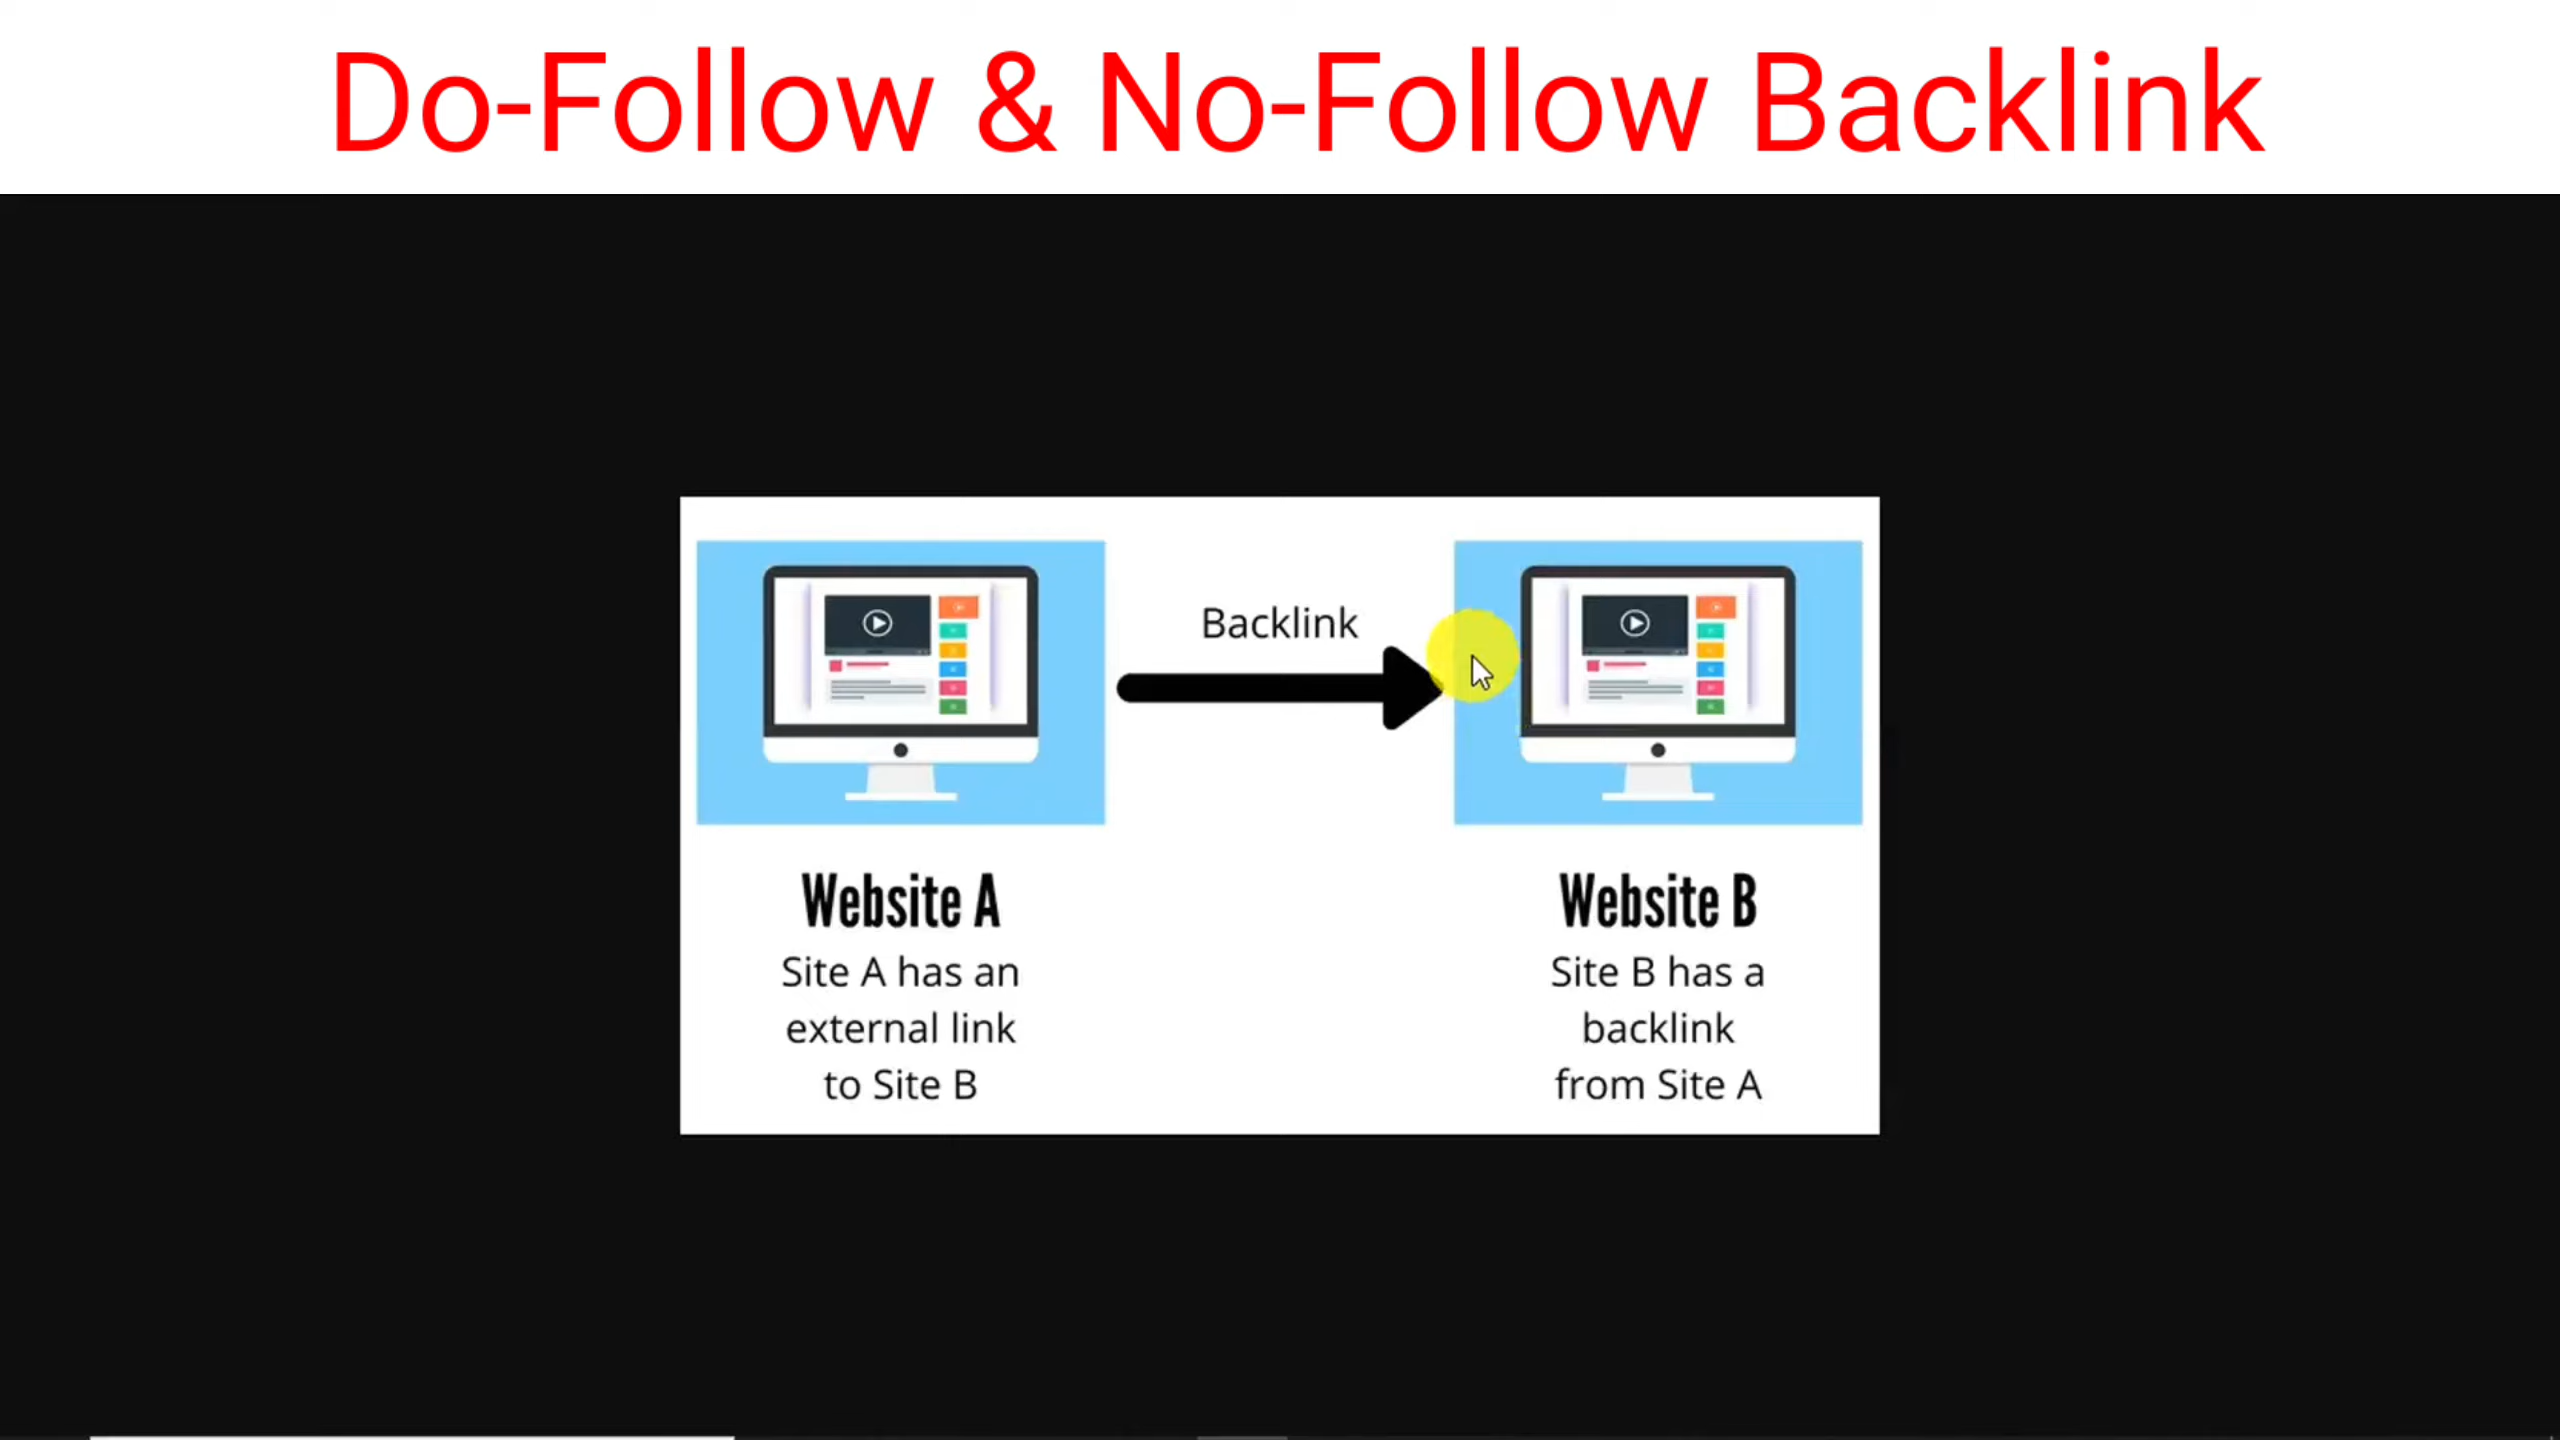 Do-Follow & No-Follow Backlink
Backlink
Website A
Site A has an
external link
to Site B
Website B
Site B has a
backlink
from Site A